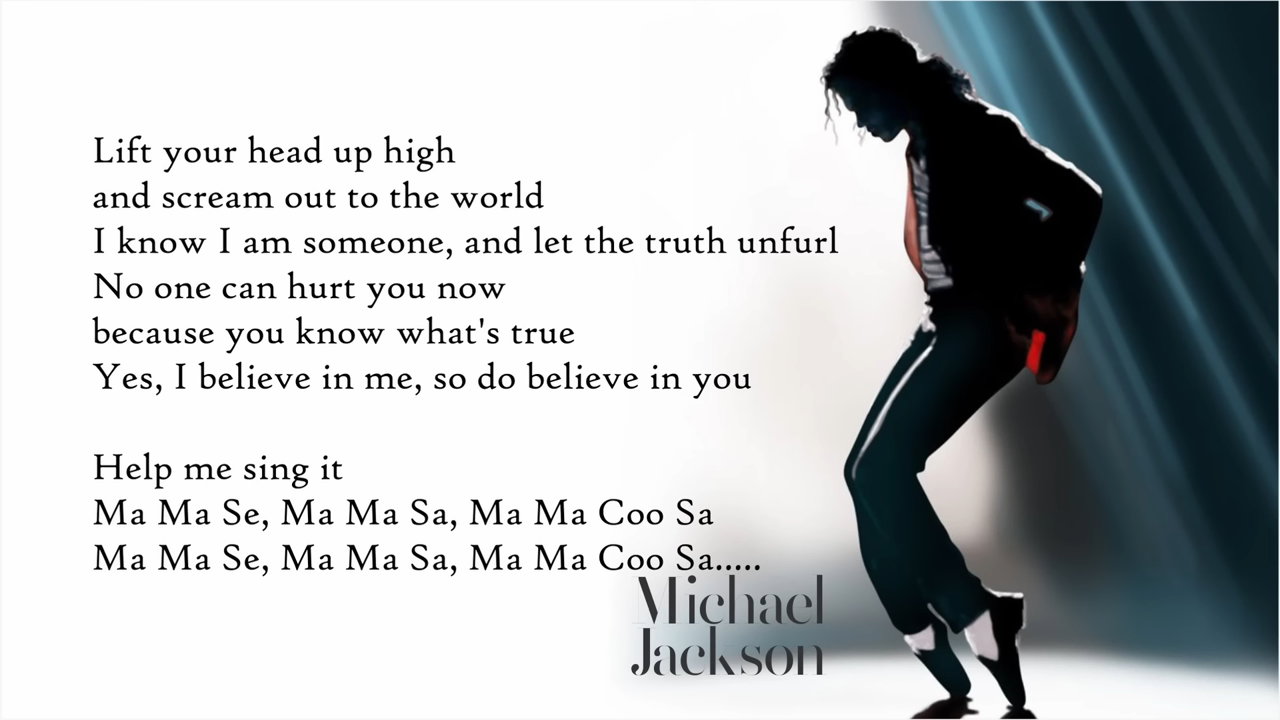 Lift your head up high
and scream out to the world
I know I am someone, and let the truth unfurl
No one can hurt you now
because you know what's true
Yes, I believe in me, so do believe in you
Help me sing it
Ma Ma Se, Ma Ma Sa, Ma Ma Coo Sa
Ma Ma Se, Ma Ma Sa, Ma Ma Coo Sa.....
Michael
Jackson